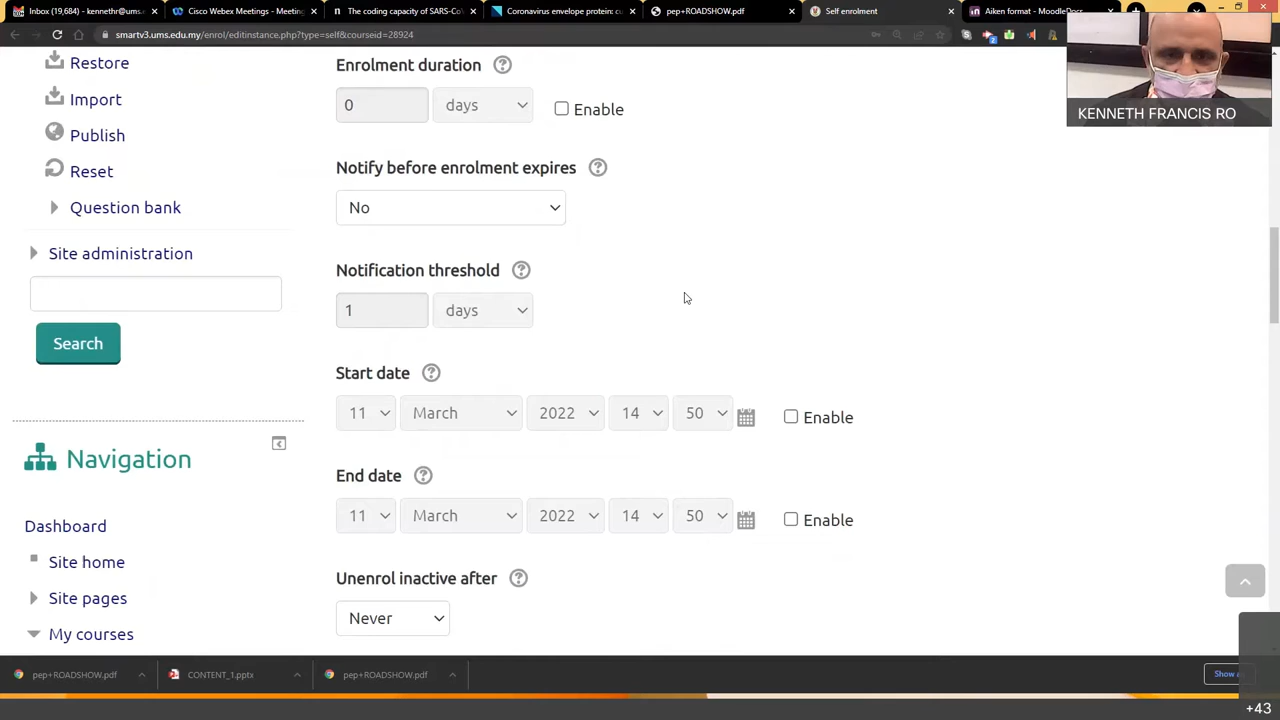 Inbox (19,684) - kennethr@ums.e
Cisco Webex Meetings - Meeting
The coding capacity of SARS-Co
Coronavirus envelope protein: cu
pep+ROADSHOW.pdf
Self enrolment
Aiken format - MoodleDocs
smartv3.ums.edu.my/enrol/editinstance.php?type=self&courseid=28924
Restore
Import
Publish
Reset
Question bank
Site administration
Search
Navigation
Dashboard
Site home
Site pages
My courses
Enrolment duration
0 days Enable
Notify before enrolment expires
No
Notification threshold
1 days
Start date
11 March 2022 14 50 Enable
End date
11 March 2022 14 50 Enable
Unenrol inactive after
Never
KENNETH FRANCIS RO
pep+ROADSHOW.pdf
CONTENT_1.pptx
pep+ROADSHOW.pdf
Show
+43